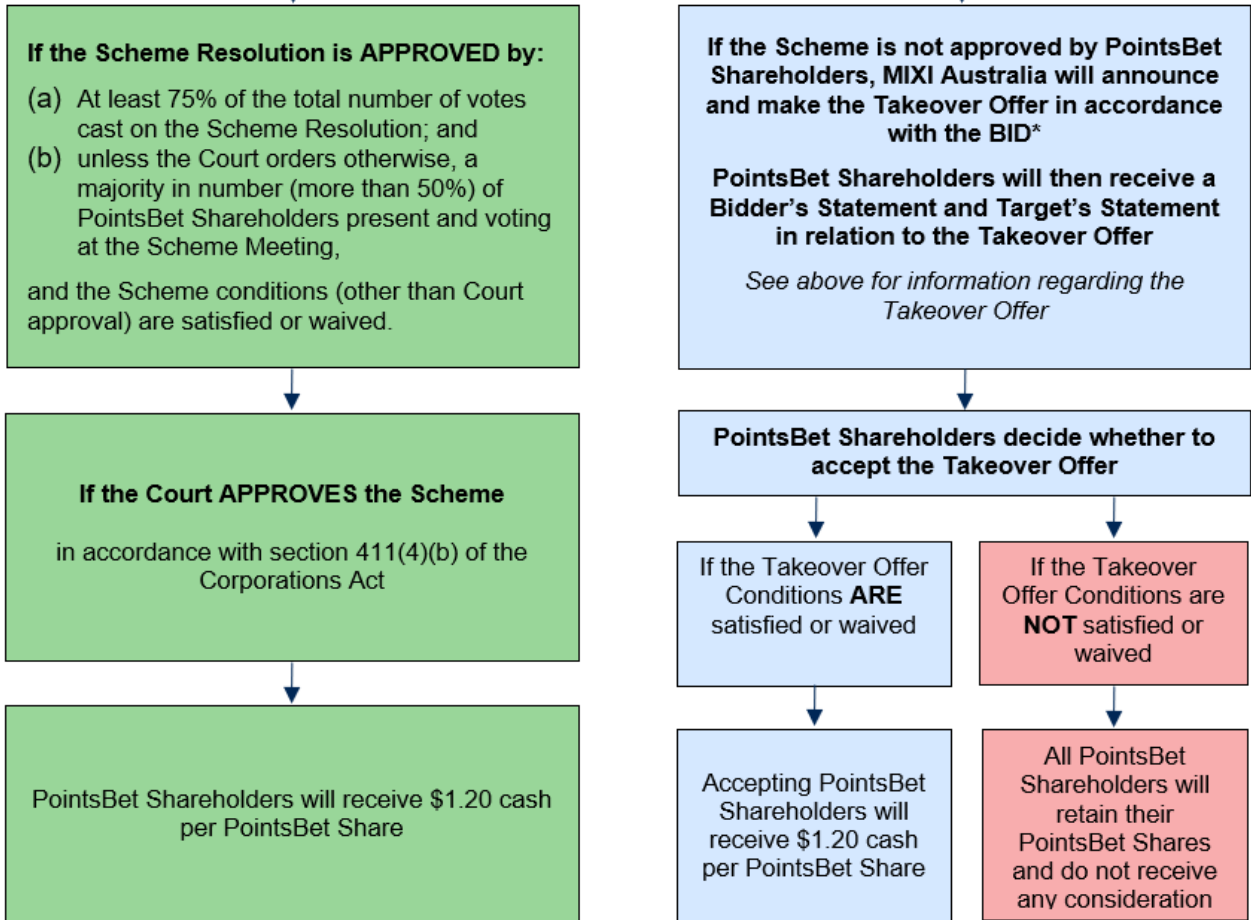 If the Scheme Resolution is APPROVED by:
(a) At least 75% of the total number of votes
cast on the Scheme Resolution; and
(b) unless the Court orders otherwise, a
majority in number (more than 50%) of
PointsBet Shareholders present and voting
at the Scheme Meeting,
and the Scheme conditions (other than Court
approval) are satisfied or waived.
If the Court APPROVES the Scheme
in accordance with section 411(4)(b) of the
Corporations Act
PointsBet Shareholders will receive $1.20 cash
per PointsBet Share
If the Scheme is not approved by PointsBet
Shareholders, MIXI Australia will announce
and make the Takeover Offer in accordance
with the BID*
PointsBet Shareholders will then receive a
Bidder's Statement and Target's Statement
in relation to the Takeover Offer
See above for information regarding the
Takeover Offer
PointsBet Shareholders decide whether to
accept the Takeover Offer
If the Takeover Offer
Conditions ARE
satisfied or waived
Accepting PointsBet
Shareholders will
receive $1.20 cash
per PointsBet Share
If the Takeover
Offer Conditions are
NOT satisfied or
waived
All PointsBet
Shareholders will
retain their
PointsBet Shares
and do not receive
any consideration